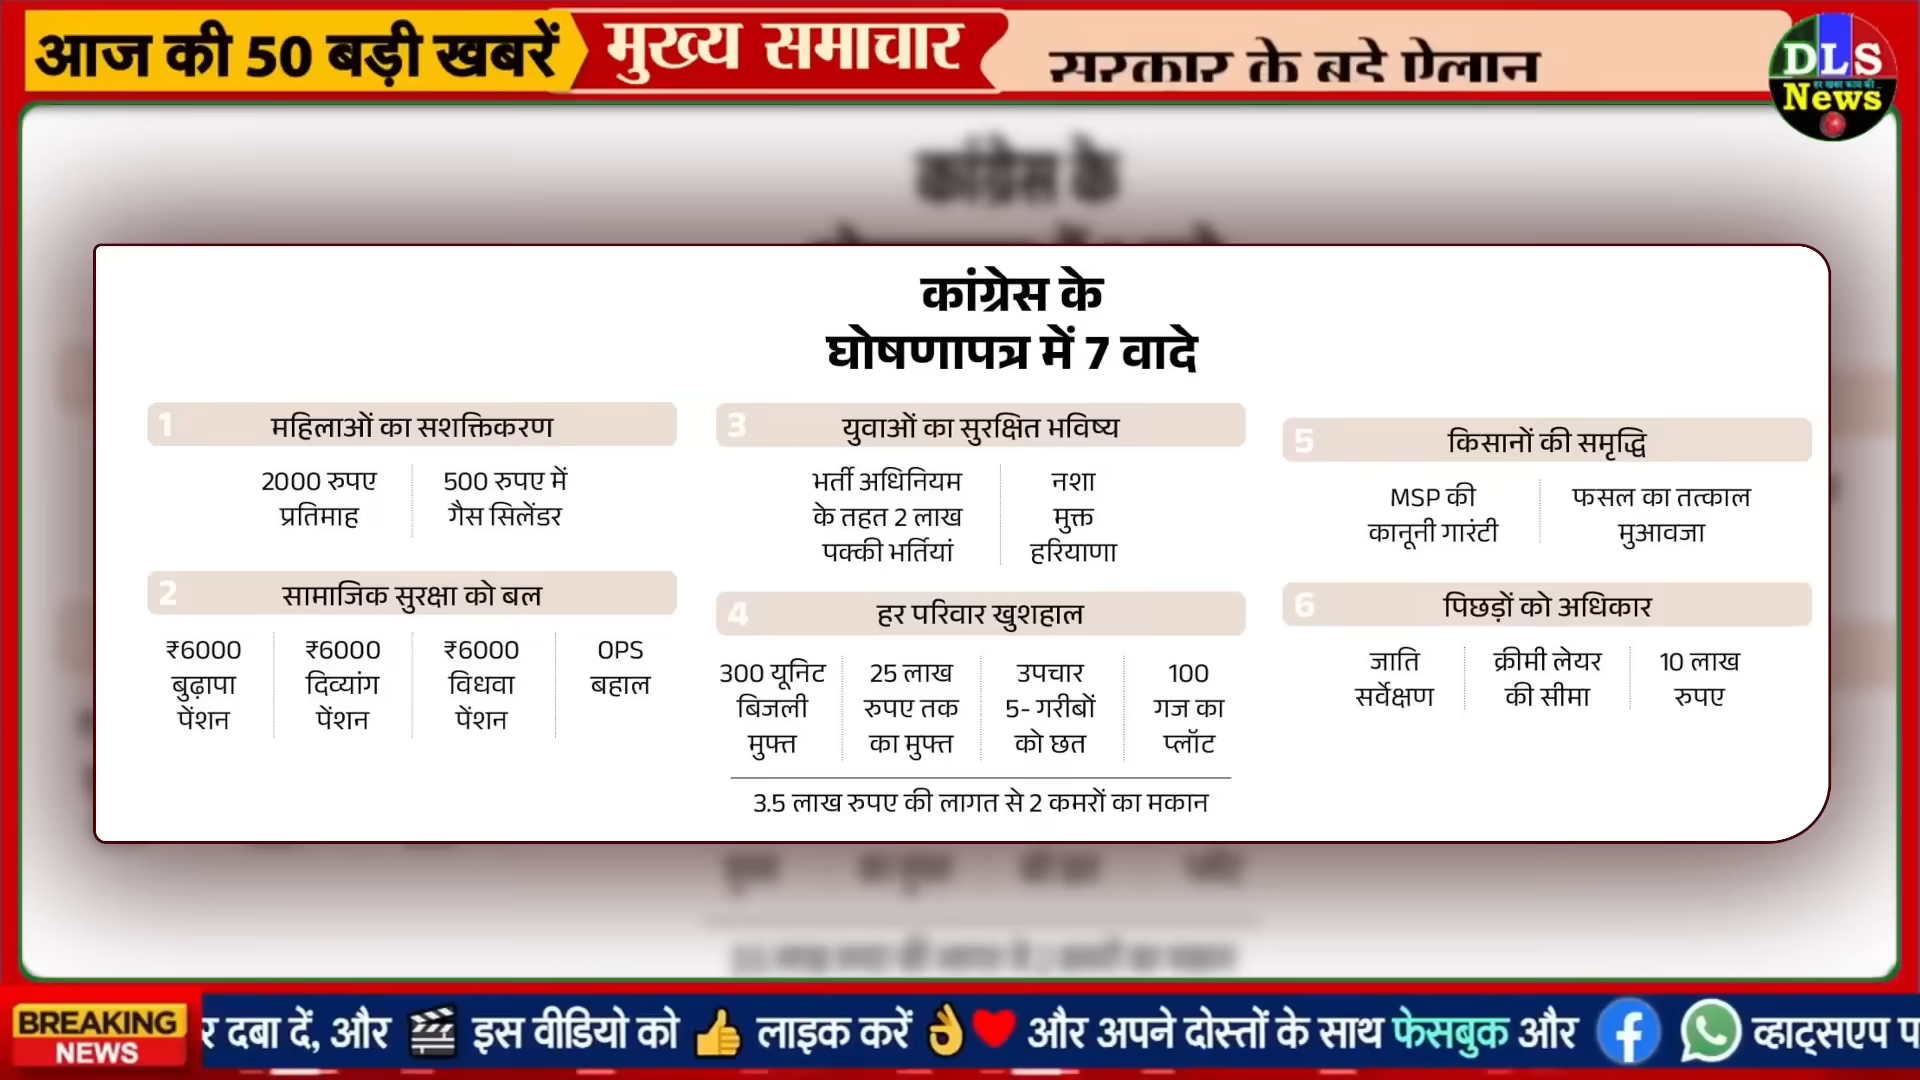 आज की 50 बड़ी खबरें
मुख्य समाचार
सरकार के बड़े ऐलान
DLS
हर खबर काम की
News
कांग्रेस के
कांग्रेस के
घोषणापत्र में 7 वादे
1 महिलाओं का सशक्तिकरण
2000 रुपए
प्रतिमाह
500 रुपए में
गैस सिलेंडर
2 सामाजिक सुरक्षा को बल
₹6000
बुढ़ापा
पेंशन
₹6000
दिव्यांग
पेंशन
₹6000
विधवा
पेंशन
OPS
बहाल
3 युवाओं का सुरक्षित भविष्य
भर्ती अधिनियम
के तहत 2 लाख
पक्की भर्तियां
नशा
मुक्त
हरियाणा
4 हर परिवार खुशहाल
300 यूनिट
बिजली
मुफ्त
25 लाख
रुपए तक
का मुफ्त
उपचार
5- गरीबों
को छत
100
गज का
प्लॉट
3.5 लाख रुपए की लागत से 2 कमरों का मकान
5 किसानों की समृद्धि
MSP की
कानूनी गारंटी
फसल का तत्काल
मुआवजा
6 पिछड़ों को अधिकार
जाति
सर्वेक्षण
क्रीमी लेयर
की सीमा
10 लाख
रुपए
BREAKING
NEWS
र दबा दें, और इस वीडियो को लाइक करें और अपने दोस्तों के साथ फेसबुक और व्हाट्सएप प